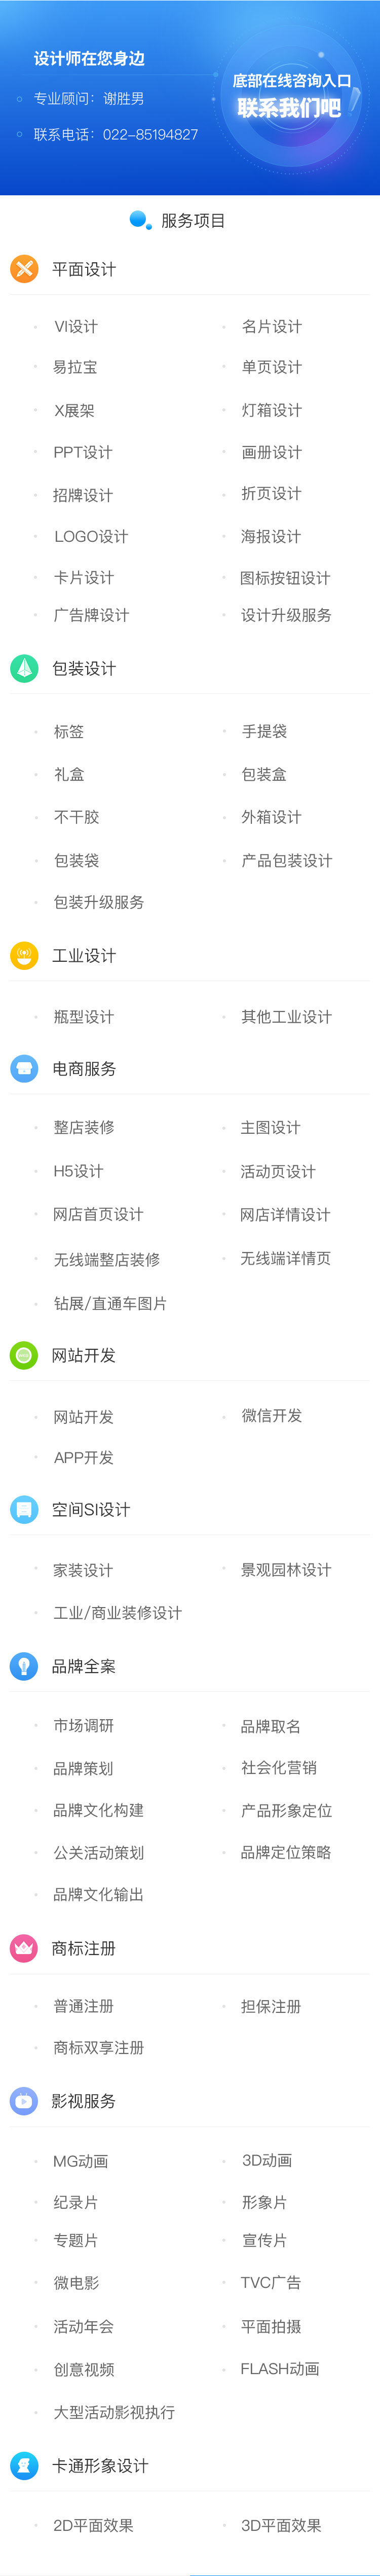 设计师在您身边
专业顾问：谢胜男
联系电话：022-85194827
底部在线咨询入口
联系我们吧
服务项目
平面设计
VI设计
名片设计
易拉宝
单页设计
X展架
灯箱设计
PPT设计
画册设计
招牌设计
折页设计
LOGO设计
海报设计
卡片设计
图标按钮设计
广告牌设计
设计升级服务
包装设计
标签
手提袋
礼盒
包装盒
不干胶
外箱设计
包装袋
产品包装设计
包装升级服务
工业设计
瓶型设计
其他工业设计
电商服务
整店装修
主图设计
H5设计
活动页设计
网店首页设计
网店详情设计
无线端整店装修
无线端详情页
钻展/直通车图片
网站开发
网站开发
微信开发
APP开发
空间SI设计
家装设计
景观园林设计
工业/商业装修设计
品牌全案
市场调研
品牌取名
品牌策划
社会化营销
品牌文化构建
产品形象定位
公关活动策划
品牌定位策略
品牌文化输出
商标注册
普通注册
担保注册
商标双享注册
影视服务
MG动画
3D动画
纪录片
形象片
专题片
宣传片
微电影
TVC广告
活动年会
平面拍摄
创意视频
FLASH动画
大型活动影视执行
卡通形象设计
2D平面效果
3D平面效果